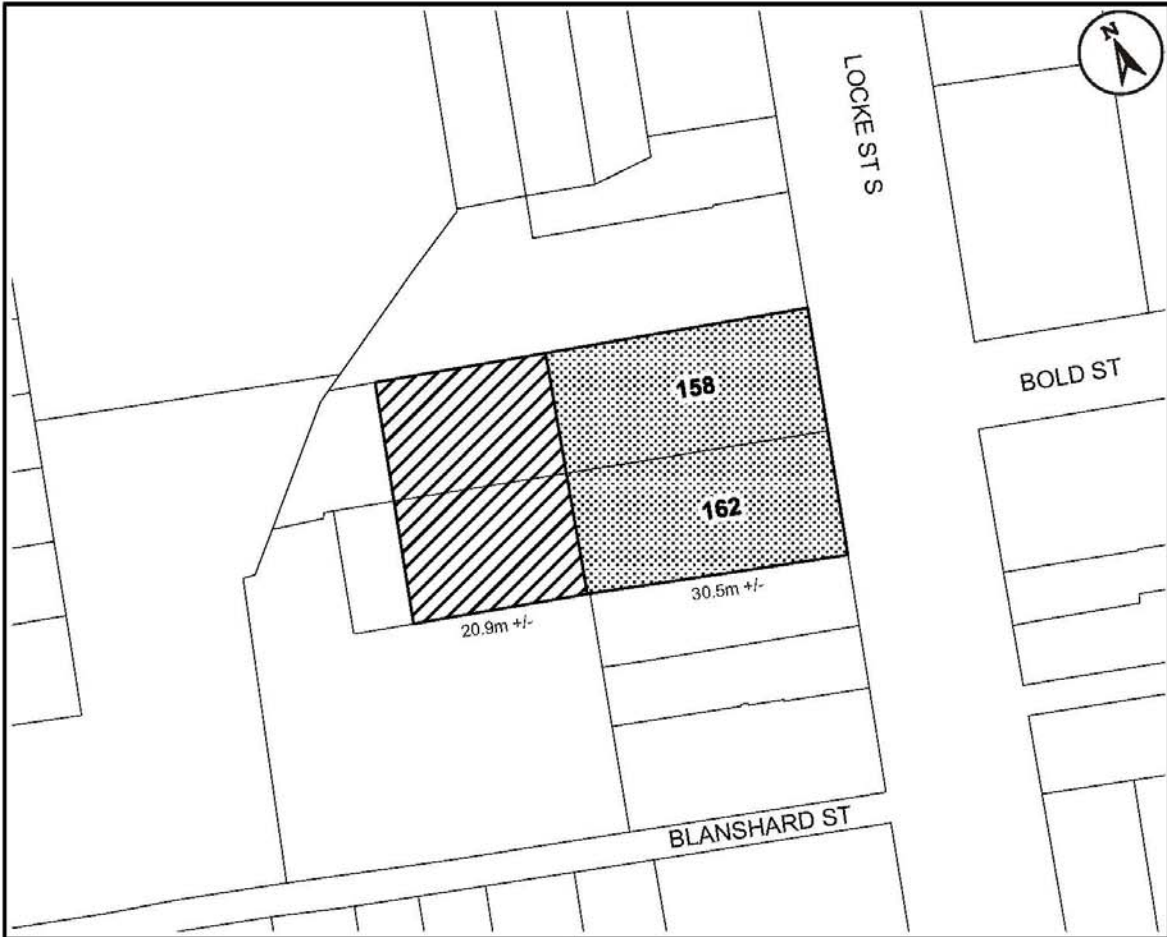 N
LOCKE ST S
BOLD ST
158
162
30.5m +/-
20.9m +/-
BLANSHARD ST